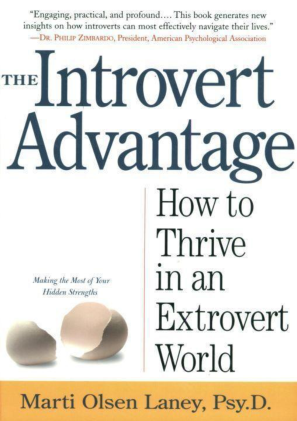 “Engaging, practical, and profound.... This book generates new
insights on how introverts can most effectively navigate their lives.”
—DR. PHILIP ZIMBARDO, President, American Psychological Association
THE Introvert
Advantage
How to
Thrive
in an
Extrovert
World
Making the Most of Your
Hidden Strengths
Marti Olsen Laney, Psy.D.